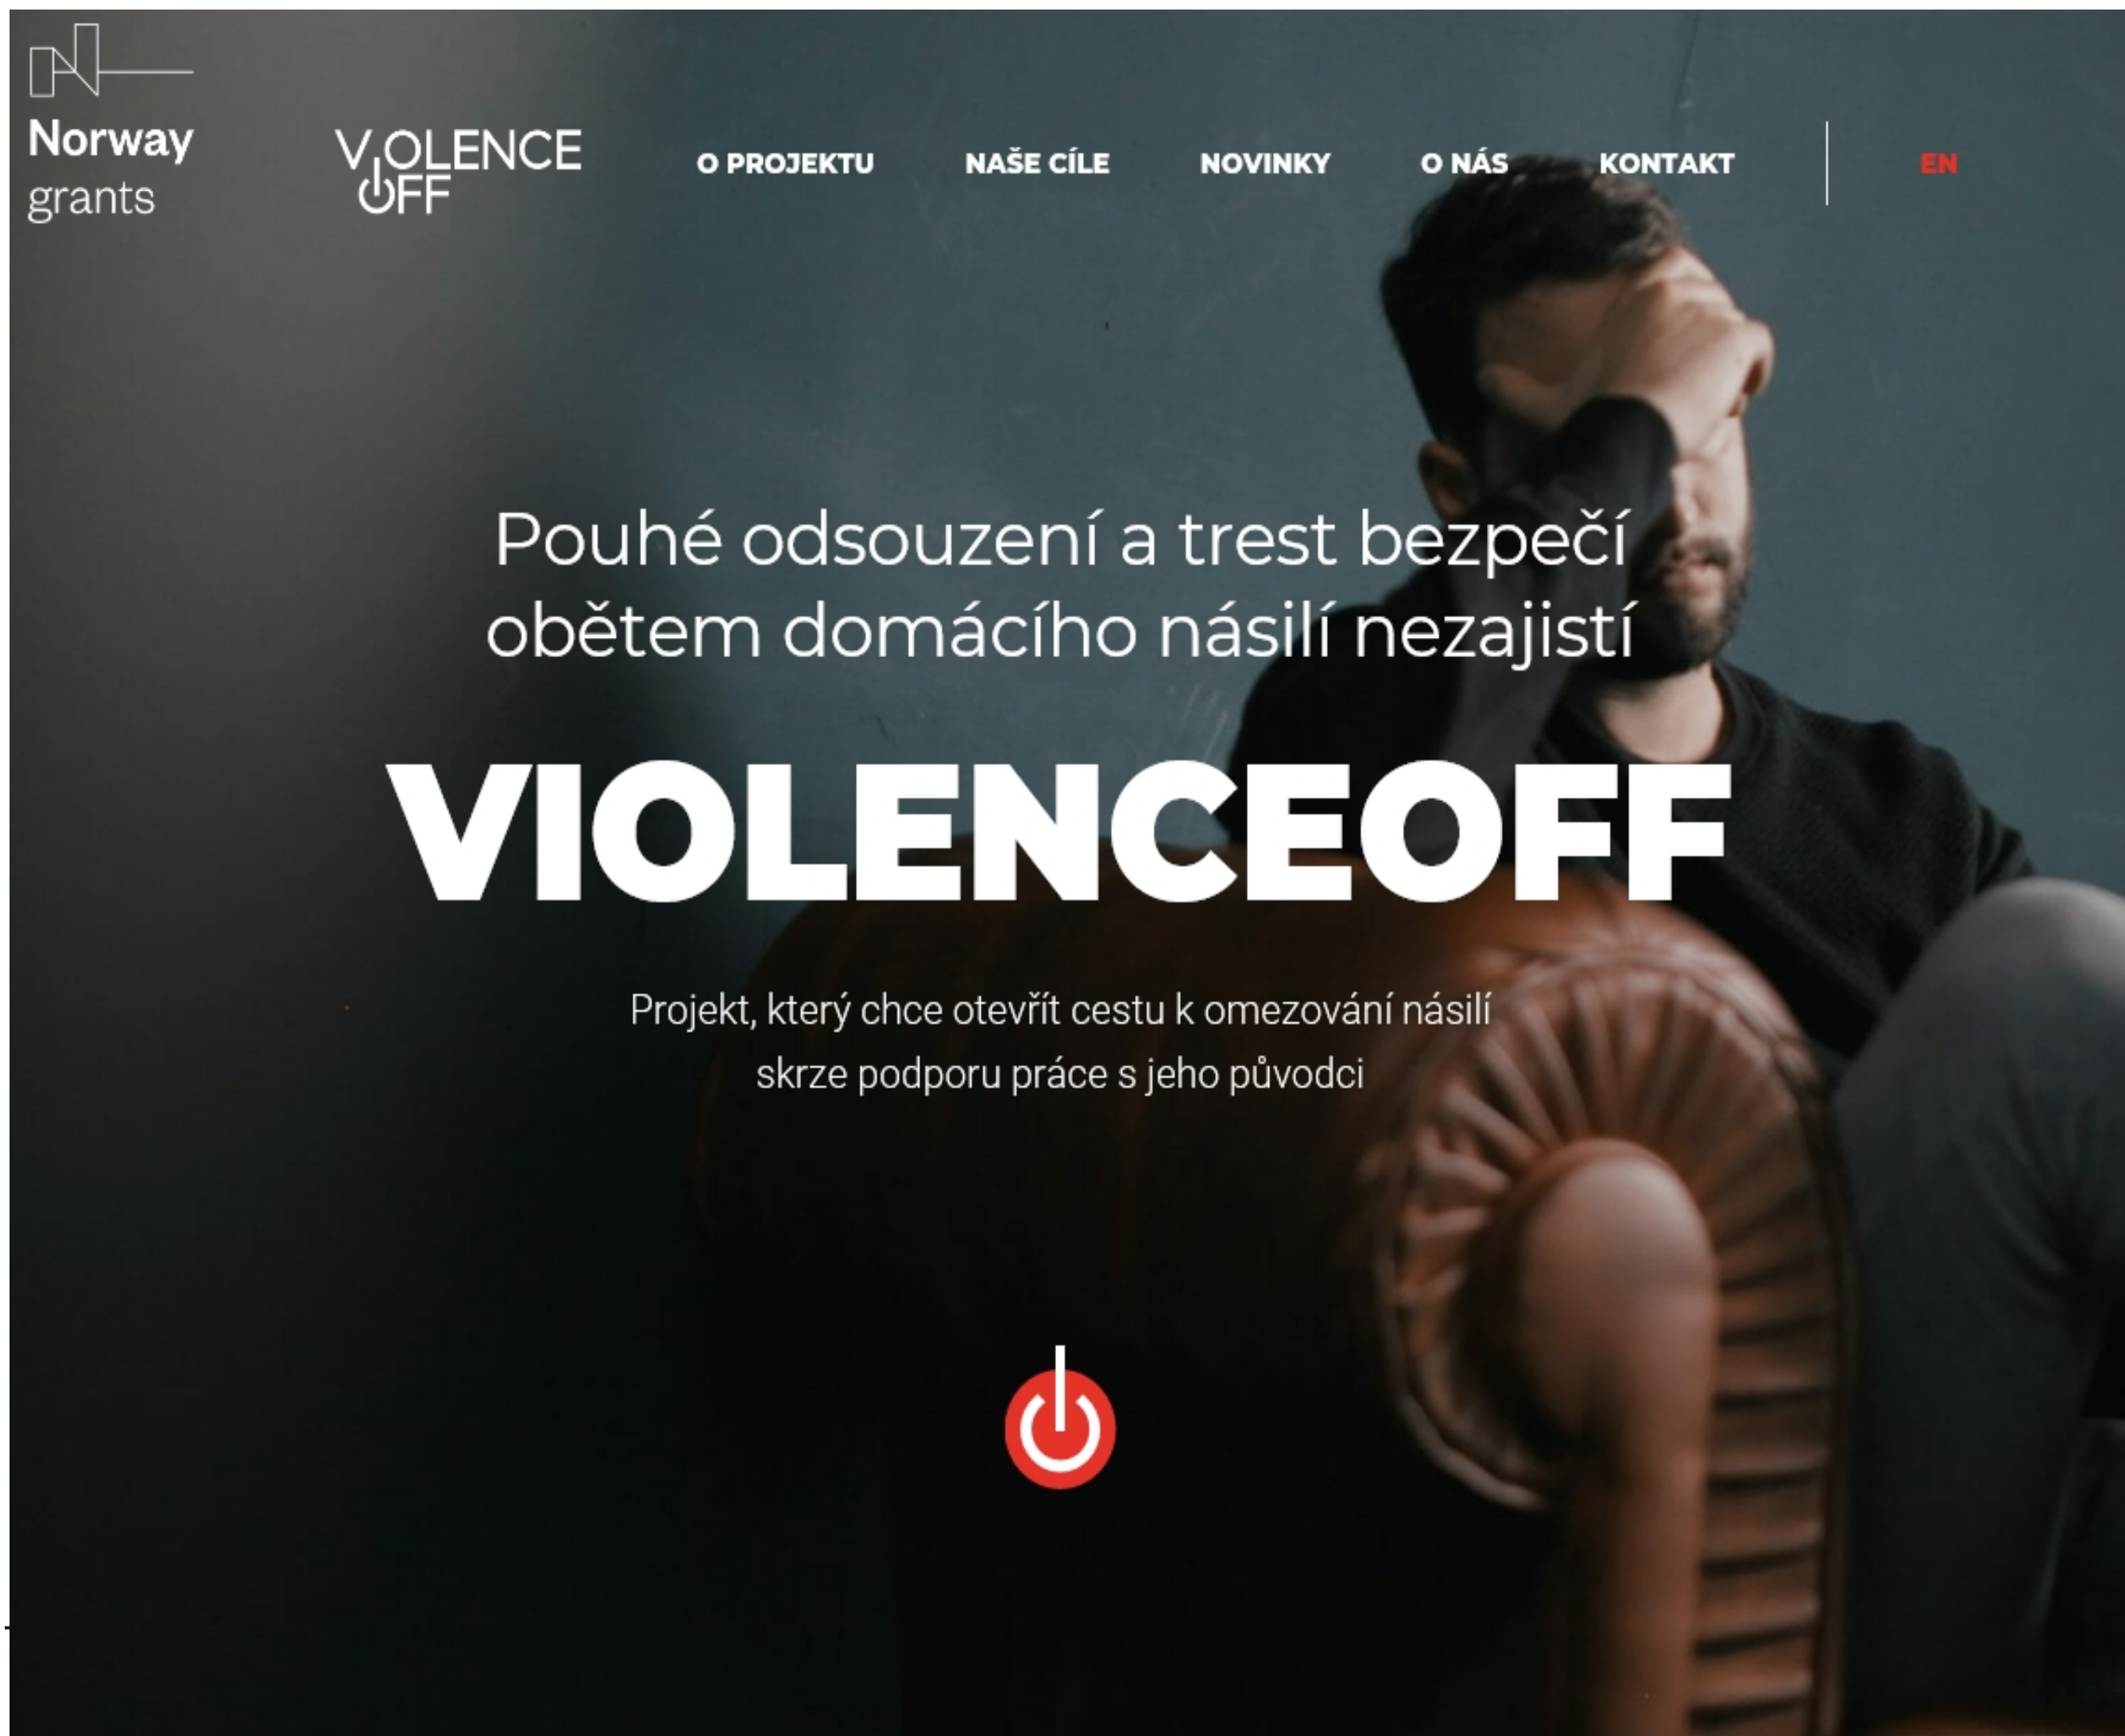 Norway
grants
VIOLENCE
OFF
O PROJEKTU
NAŠE CÍLE
NOVINKY
O NÁS
KONTAKT
EN
Pouhé odsouzení a trest bezpečí
obětem domácího násilí nezajistí
VIOLENCEOFF
Projekt, který chce otevřít cestu k omezování násilí
skrze podporu práce s jeho původci